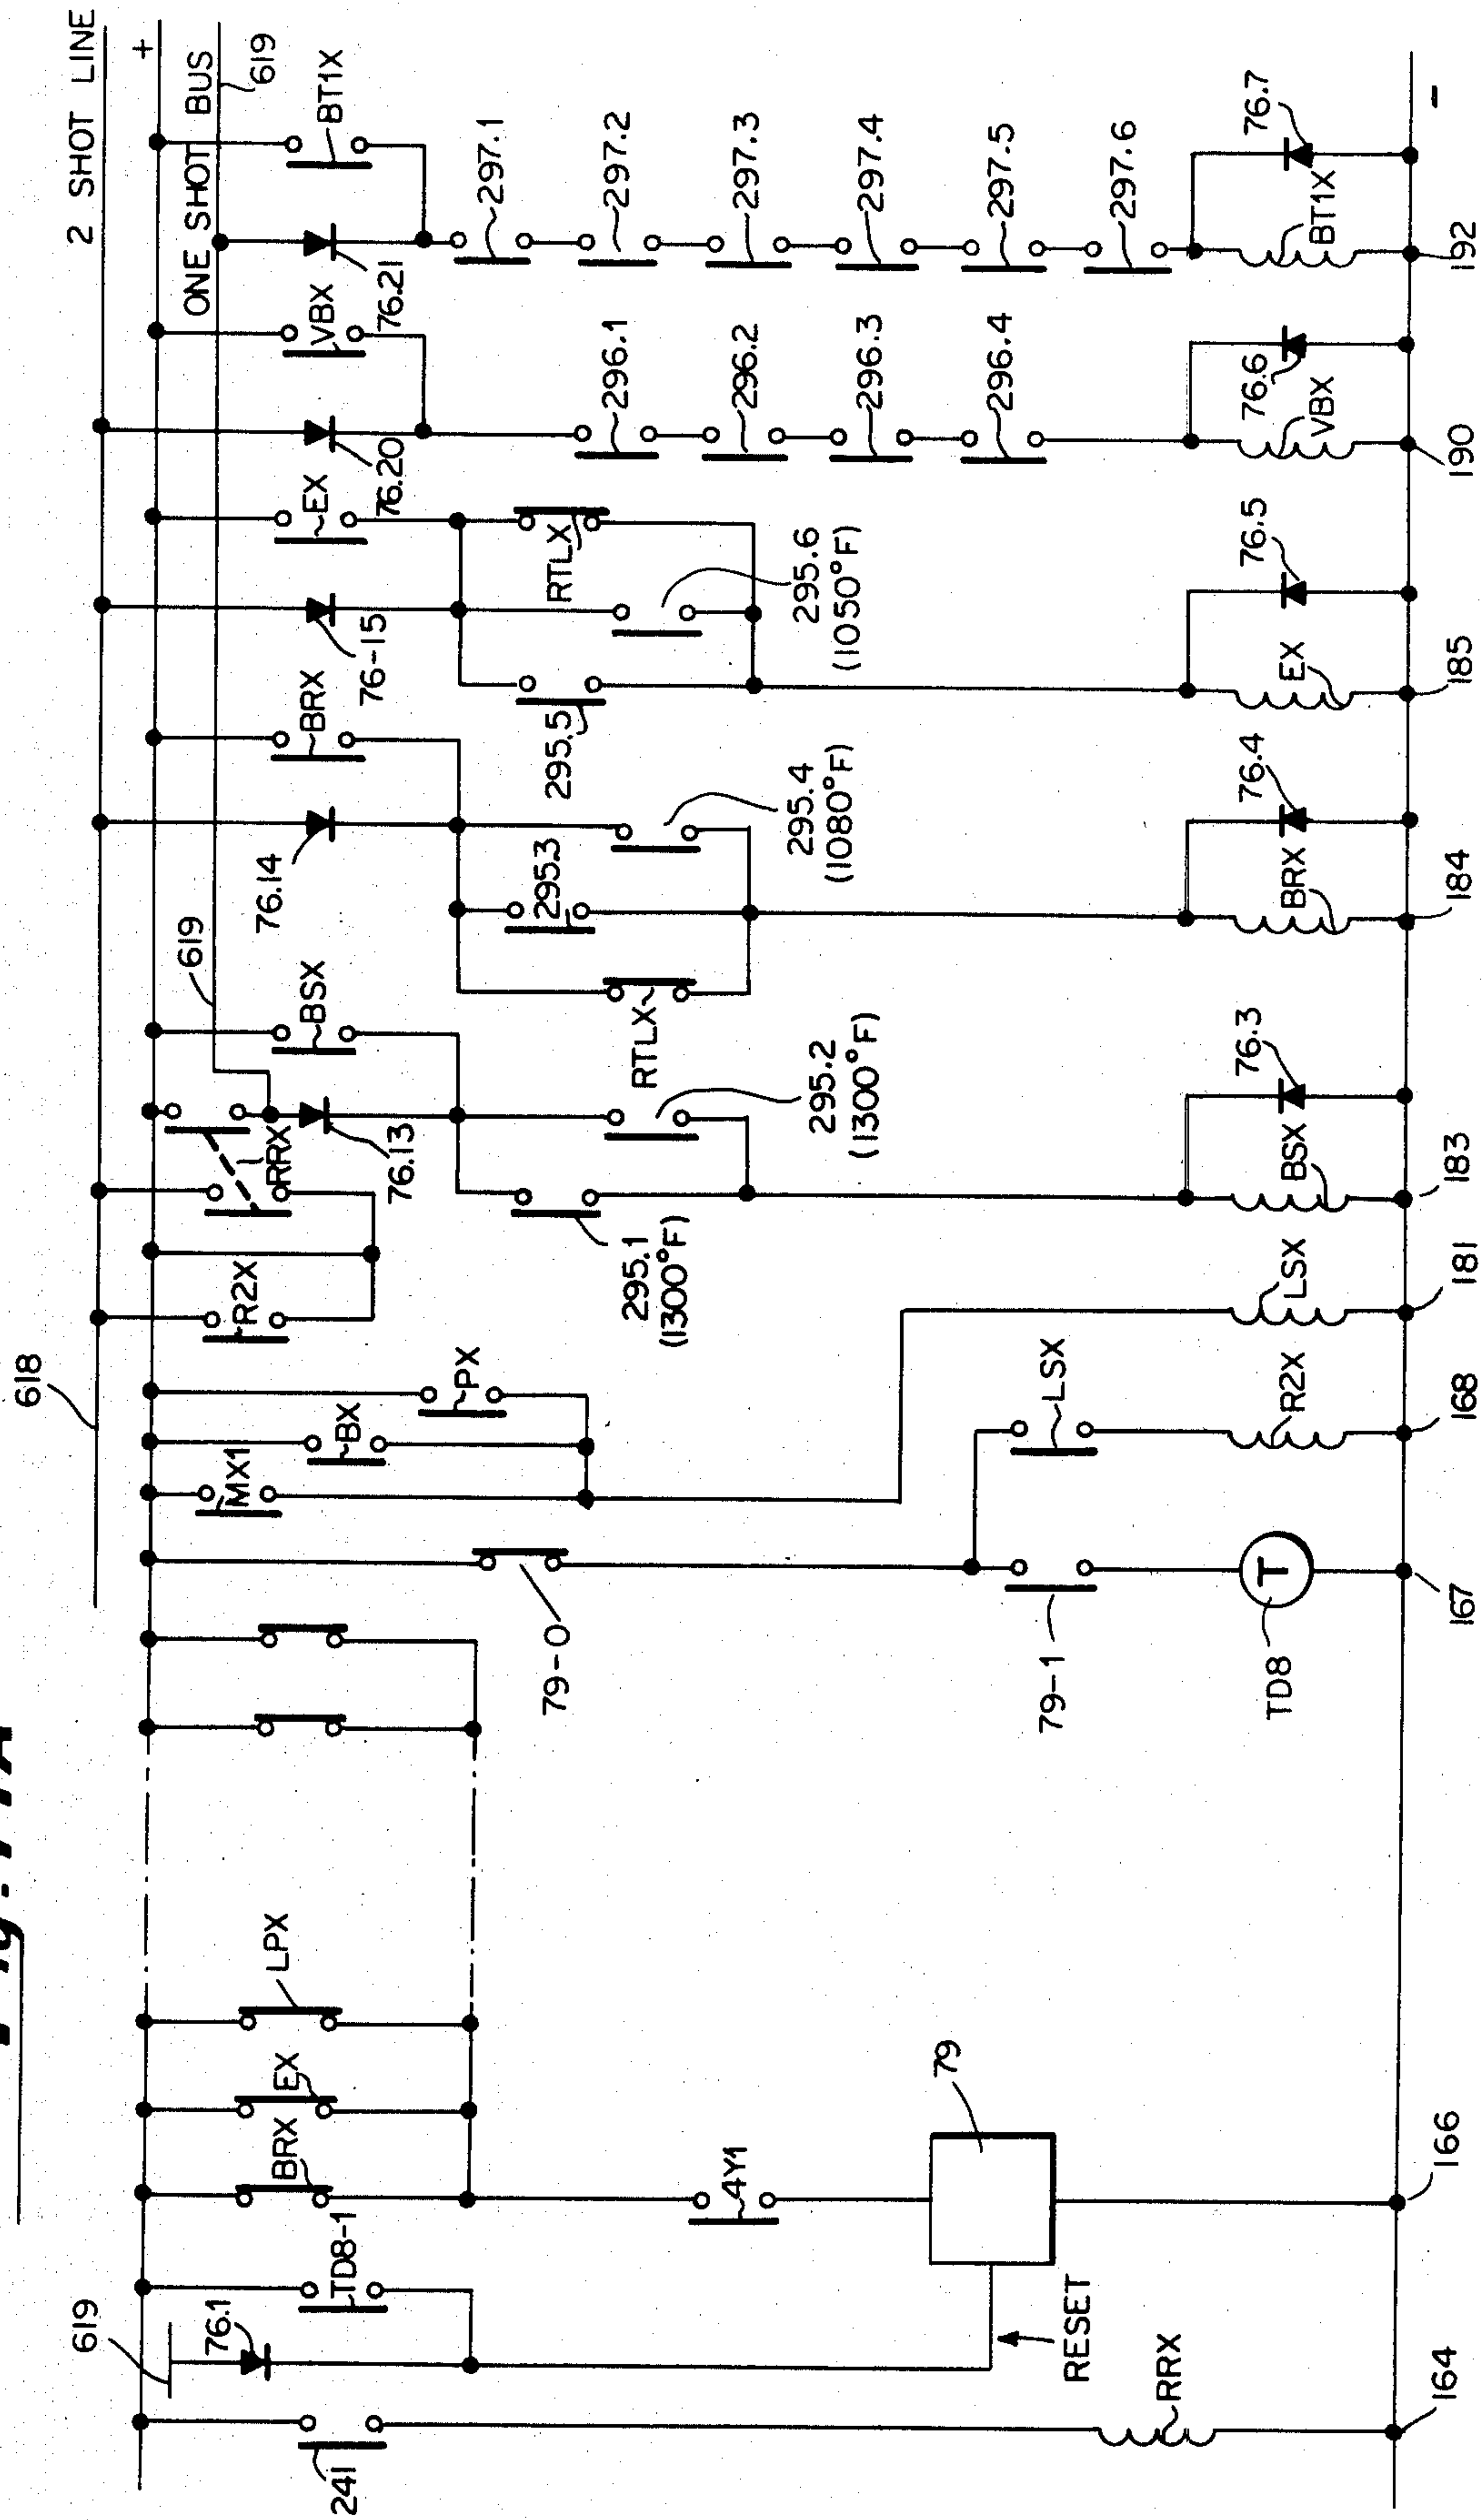 2 SHOT LINE
+
ONE SHOT BUS
619
BT1X
76.21
VBX
76.20
EX
76-15
BRX
76.14
619
BSX
RRX
76.13
R2X
618
PX
BX
MX1
297.1
297.2
297.3
297.4
297.5
297.6
296.1
296.2
296.3
296.4
RTLX
295.6
(1050°F)
295.5
295.4
(1080°F)
295.3
RTLX
295.2
(1300°F)
295.1
(1300°F)
76.7
BT1X
76.6
VBX
76.5
EX
76.4
BRX
76.3
BSX
LSX
LSX
R2X
79-0
79-1
T
TD8
LPX
EX
BRX
TD8-1
619
76.1
241
4Y1
79
RESET
RRX
-
192
190
185
184
183
181
168
167
166
164